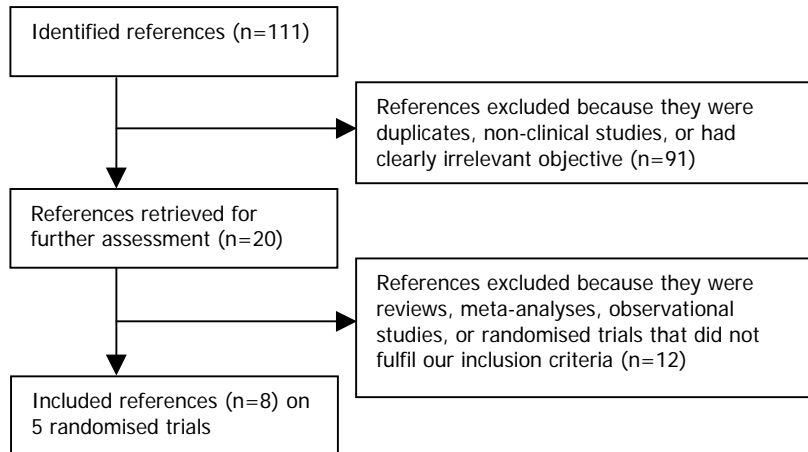 Identified references (n=111)
References excluded because they were
duplicates, non-clinical studies, or had
clearly irrelevant objective (n=91)
References retrieved for
further assessment (n=20)
References excluded because they were
reviews, meta-analyses, observational
studies, or randomised trials that did not
fulfil our inclusion criteria (n=12)
Included references (n=8) on
5 randomised trials